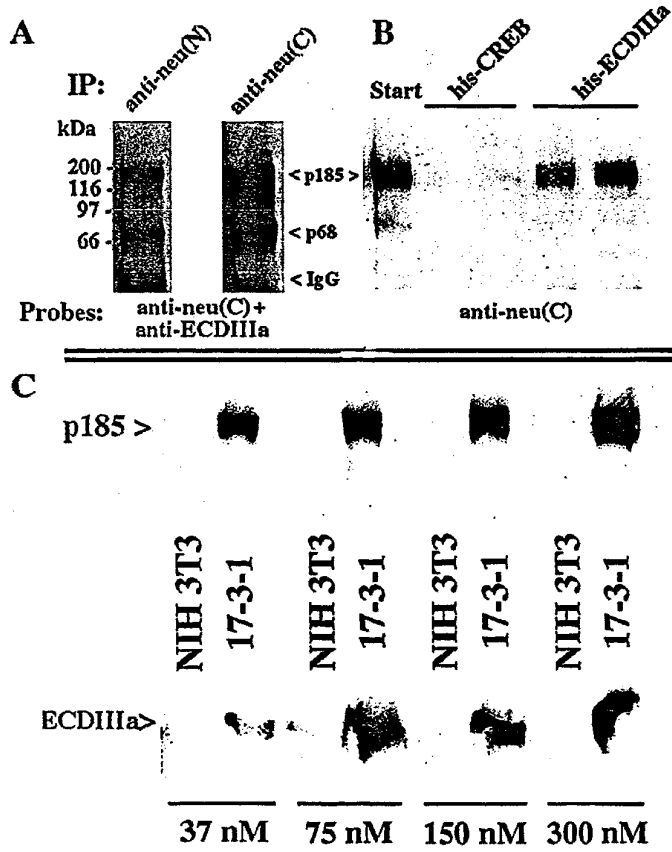 A
IP:
anti-neu(N)
anti-neu(C)
kDa
200
116
97
66
< p185 >
< p68
< IgG
Probes:
anti-neu(C)+
anti-ECDIIIa
B
Start
his-CREB
his-ECDIIIa
anti-neu(C)
C
p185 >
NIH 3T3
17-3-1
NIH 3T3
17-3-1
NIH 3T3
17-3-1
NIH 3T3
17-3-1
ECDIIIa>
37 nM
75 nM
150 nM
300 nM